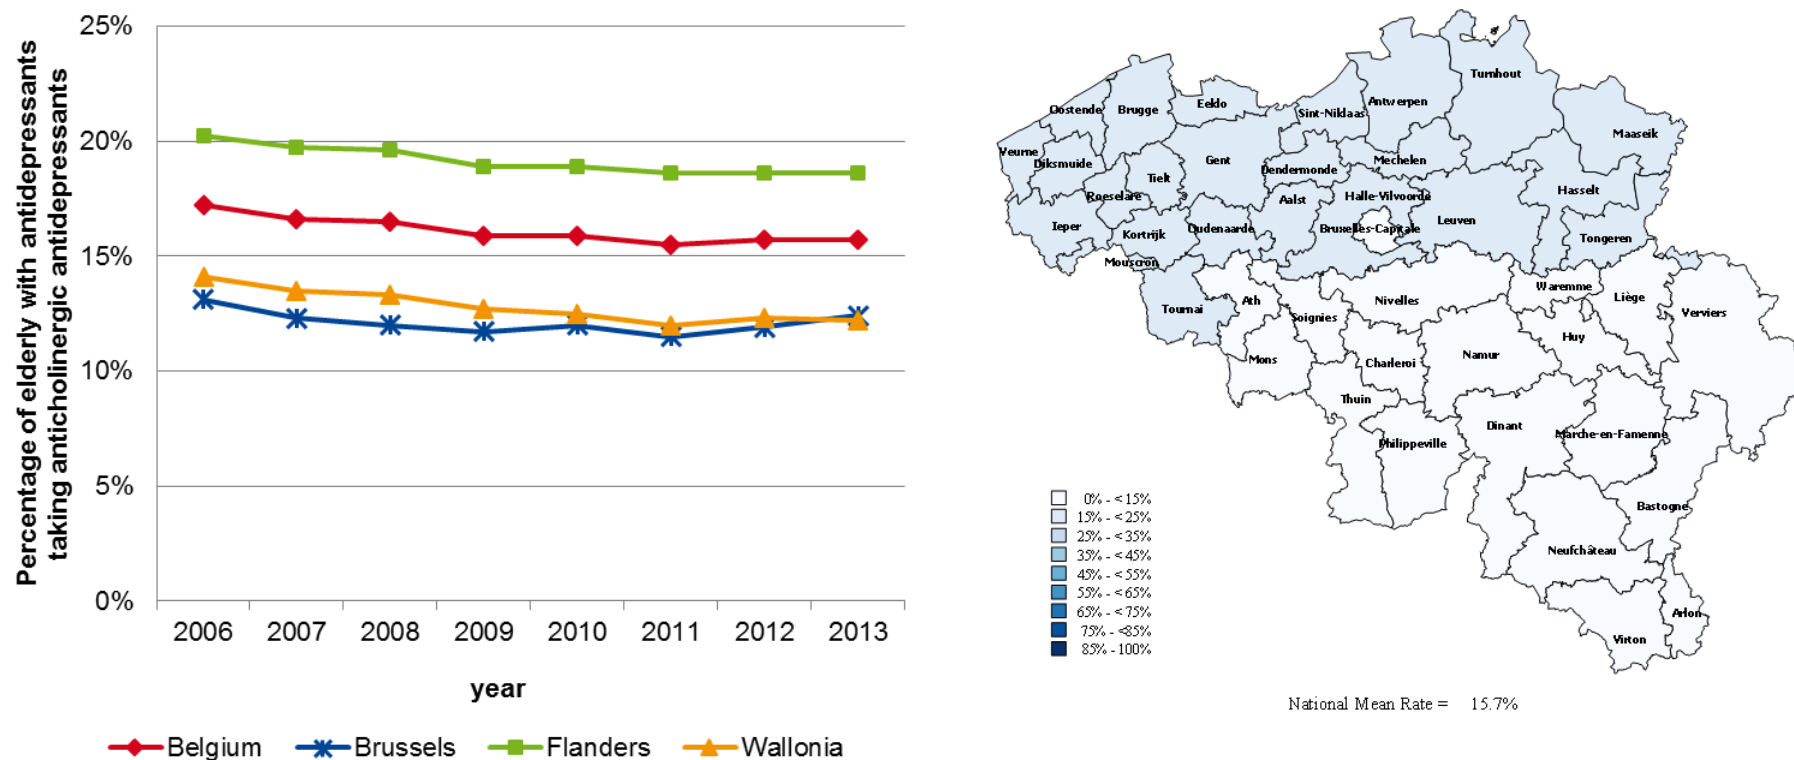 Percentage of elderly with antidepressants
taking anticholinergic antidepressants
25%
20%
15%
10%
5%
0%
2006 2007 2008 2009 2010 2011 2012 2013
year
Belgium Brussels Flanders Wallonia
Turnhout
Oostende Brugge Eeklo Sint-Niklaas Antwerpen
Maaseik
Veurne Diksmuide Gent Dendermonde Mechelen
Roeselare Tielt Aalst Halle-Vilvoorde Hasselt
Ieper Kortrijk Oudenaarde Bruxelles-Capitale Leuven Tongeren
Mouscron
Tournai Ath Soignies Nivelles Waremme Liège Verviers
Mons Charleroi Namur Huy
Thuin
Philippeville Dinant Marche-en-Famenne
Bastogne
Neufchâteau
Arlon
Virton
0% - <15%
15% - <25%
25% - <35%
35% - <45%
45% - <55%
55% - <65%
65% - <75%
75% - <85%
85% - 100%
National Mean Rate = 15.7%